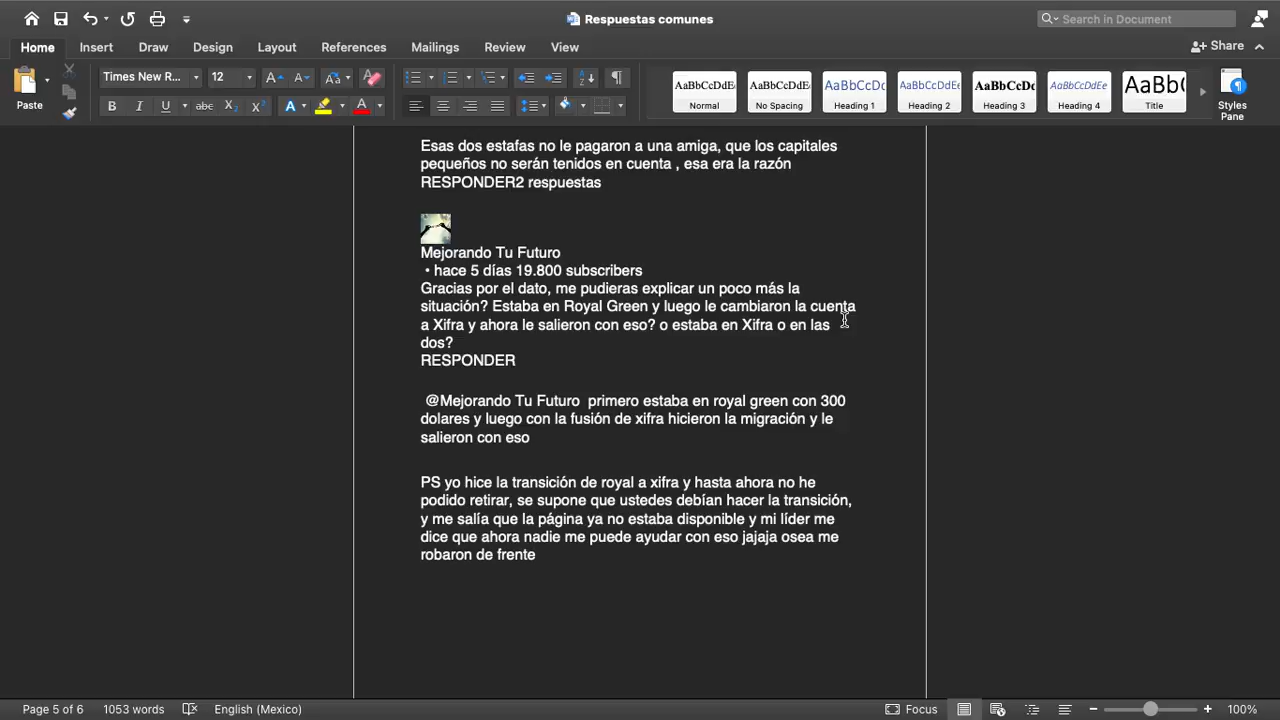 Respuestas comunes
Search in Document
Home Insert Draw Design Layout References Mailings Review View Share
Paste
Times New R... 12
AaBbCcDdEe AaBbCcDdEe AaBbCcDc AaBbCcDdEe AaBbCcDd AaBbCcDdEe AaBbC
Normal No Spacing Heading 1 Heading 2 Heading 3 Heading 4 Title
Styles
Pane
Esas dos estafas no le pagaron a una amiga, que los capitales
pequeños no serán tenidos en cuenta , esa era la razón
RESPONDER2 respuestas
Mejorando Tu Futuro
• hace 5 días 19.800 subscribers
Gracias por el dato, me pudieras explicar un poco más la
situación? Estaba en Royal Green y luego le cambiaron la cuenta
a Xifra y ahora le salieron con eso? o estaba en Xifra o en las
dos?
RESPONDER
@Mejorando Tu Futuro  primero estaba en royal green con 300
dolares y luego con la fusión de xifra hicieron la migración y le
salieron con eso
PS yo hice la transición de royal a xifra y hasta ahora no he
podido retirar, se supone que ustedes debían hacer la transición,
y me salía que la página ya no estaba disponible y mi líder me
dice que ahora nadie me puede ayudar con eso jajaja osea me
robaron de frente
Page 5 of 6 1053 words English (Mexico) Focus 100%